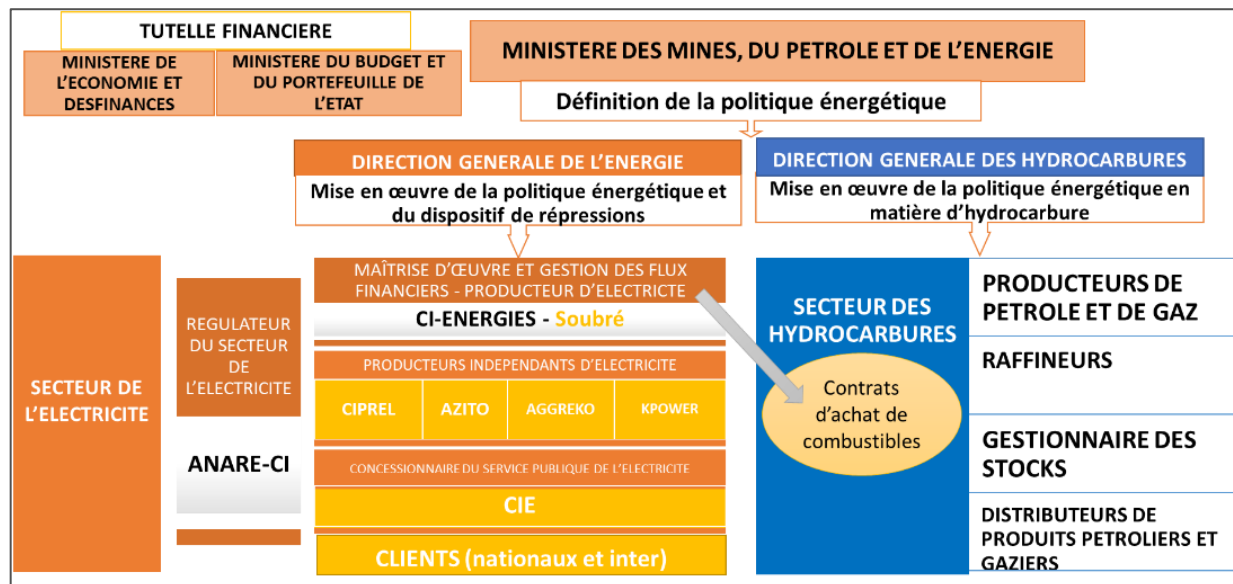 TUTELLE FINANCIERE
MINISTERE DE
L'ECONOMIE ET
DESFINANCES
MINISTERE DU BUDGET ET
DU PORTEFEUILLE DE
L'ETAT
MINISTERE DES MINES, DU PETROLE ET DE L'ENERGIE
Définition de la politique énergétique
DIRECTION GENERALE DE L'ENERGIE
Mise en œuvre de la politique énergétique et
du dispositif de répressions
DIRECTION GENERALE DES HYDROCARBURES
Mise en œuvre de la politique énergétique en
matière d'hydrocarbure
SECTEUR DE
L'ELECTRICITE
REGULATEUR
DU SECTEUR
DE
L'ELECTRICITE
ANARE-CI
MAÎTRISE D'ŒUVRE ET GESTION DES FLUX
FINANCIERS - PRODUCTEUR D'ELECTRICTE
CI-ENERGIES - Soubré
PRODUCTEURS INDEPENDANTS D'ELECTRICITE
CIPREL
AZITO
AGGREKO
KPOWER
CONCESSIONNAIRE DU SERVICE PUBLIQUE DE L'ELECTRICITE
CIE
CLIENTS (nationaux et inter)
SECTEUR DES
HYDROCARBURES
Contrats
d'achat de
combustibles
PRODUCTEURS DE
PETROLE ET DE GAZ
RAFFINEURS
GESTIONNAIRE DES
STOCKS
DISTRIBUTEURS DE
PRODUITS PETROLIERS ET
GAZIERS